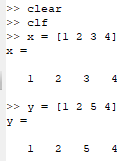 >> clear
>> clf
>> x = [1 2 3 4]
x =
1 2 3 4
>> y = [1 2 5 4]
y =
1 2 5 4